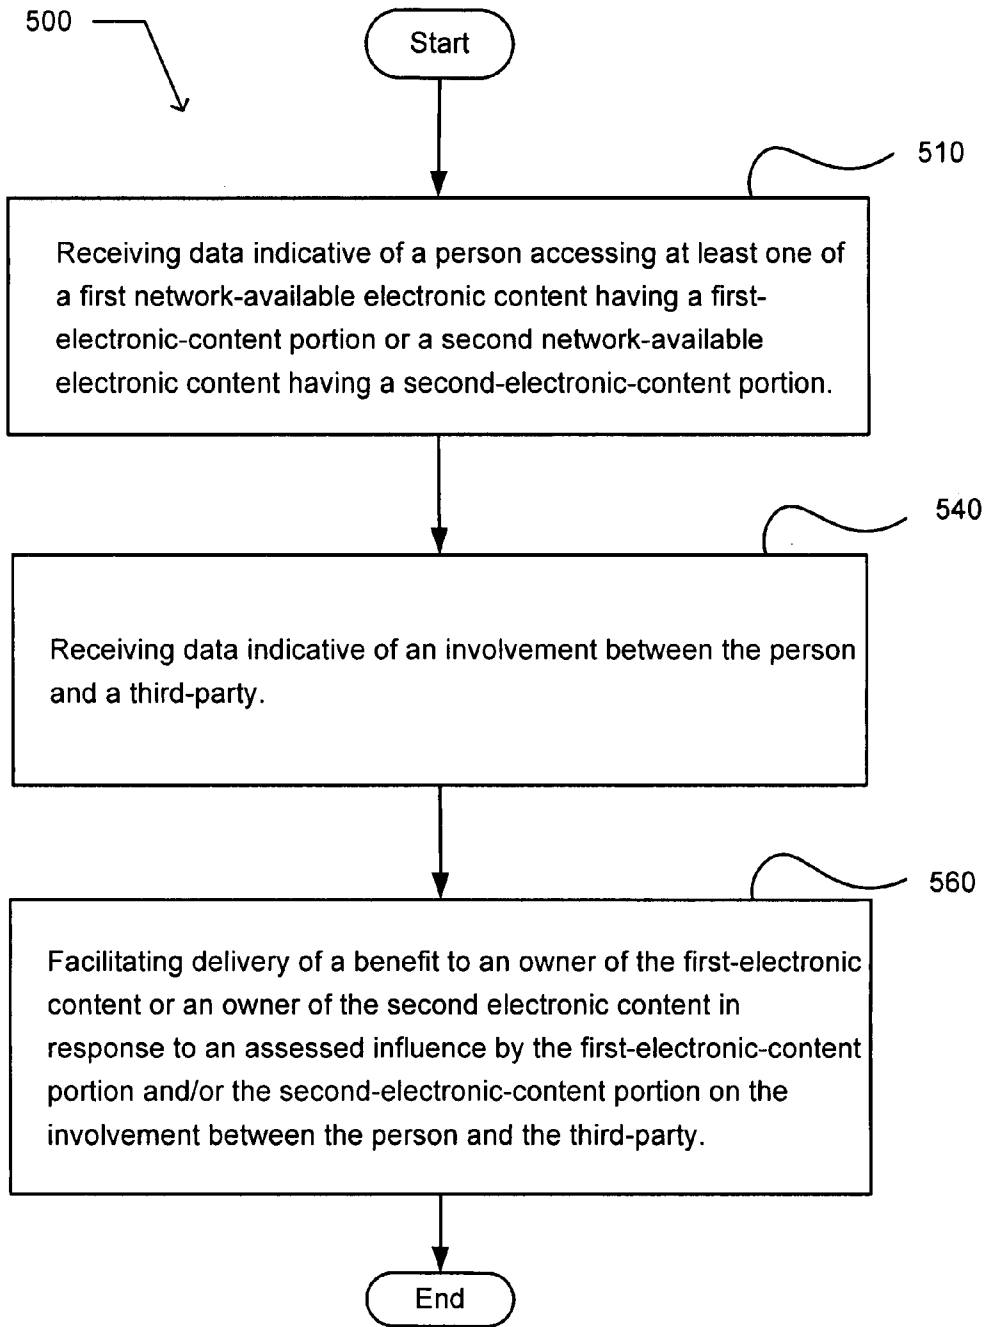 500
Start
510
Receiving data indicative of a person accessing at least one of
a first network-available electronic content having a first-
electronic-content portion or a second network-available
electronic content having a second-electronic-content portion.
540
Receiving data indicative of an involvement between the person
and a third-party.
560
Facilitating delivery of a benefit to an owner of the first-electronic
content or an owner of the second electronic content in
response to an assessed influence by the first-electronic-content
portion and/or the second-electronic-content portion on the
involvement between the person and the third-party.
End